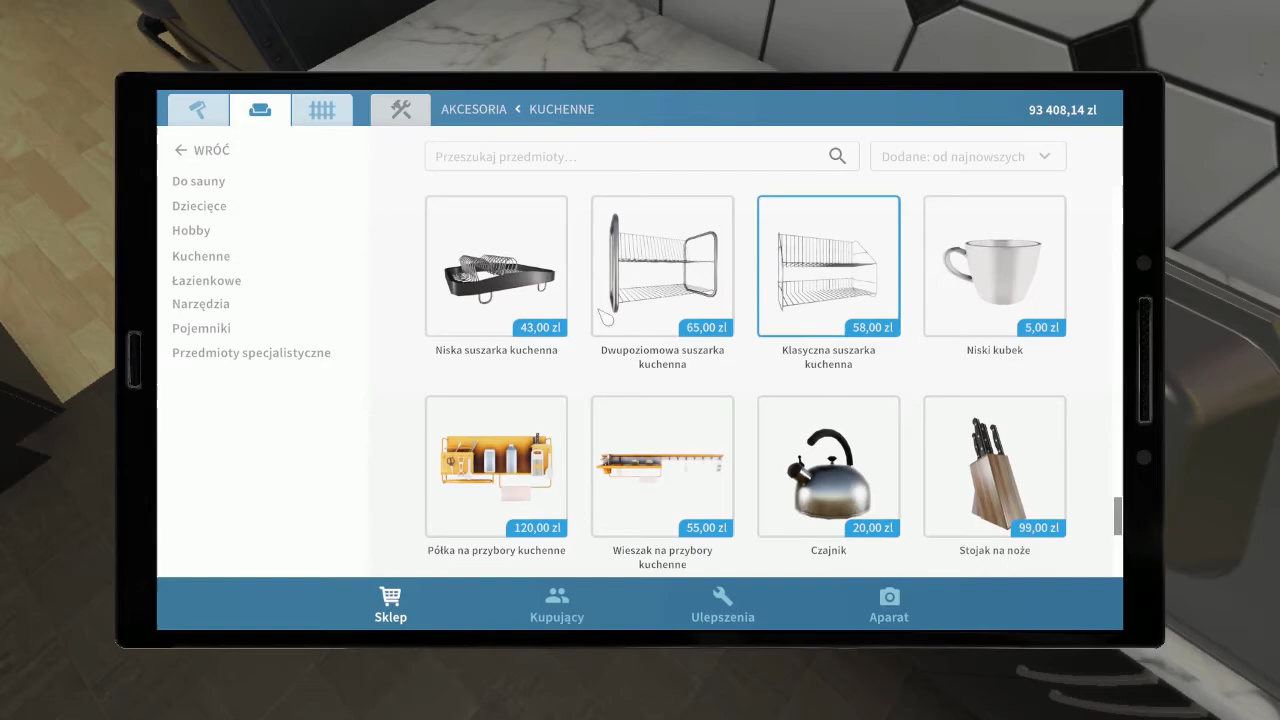 AKCESORIA < KUCHENNE
93 408,14 zl
WRÓĆ
Do sauny
Dziecięce
Hobby
Kuchenne
Łazienkowe
Narzędzia
Pojemniki
Przedmioty specjalistyczne
Przeszukaj przedmioty...
Dodane: od najnowszych
43,00 zl
65,00 zl
58,00 zl
5,00 zl
Niska suszarka kuchenna
Dwupoziomowa suszarka
kuchenna
Klasyczna suszarka
kuchenna
Niski kubek
120,00 zl
55,00 zl
20,00 zl
99,00 zl
Półka na przybory kuchenne
Wieszak na przybory
kuchenne
Czajnik
Stojak na noże
Sklep
Kupujący
Ulepszenia
Aparat